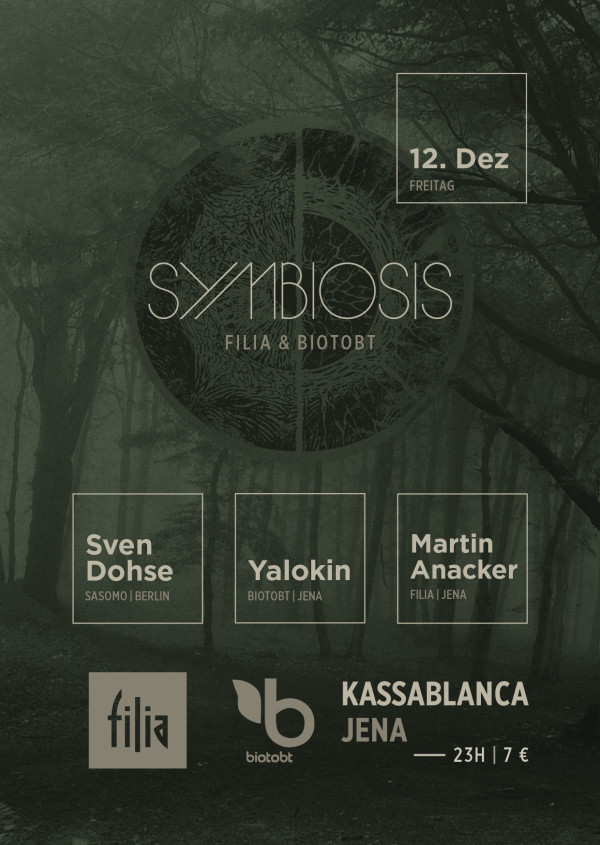 12. Dez
FREITAG
SYMBIOSIS
FILIA & BIOTOBT
Sven
Dohse
SASOMO | BERLIN
Yalokin
BIOTOBT | JENA
Martin
Anacker
FILIA | JENA
filia
b
biotobt
KASSABLANCA
JENA
23H | 7 €